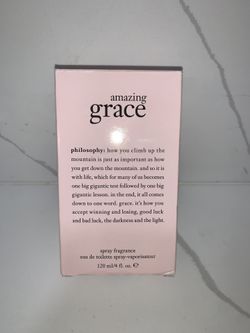 amazing
grace
philosophy: how you climb up the
mountain is just as important as how
you get down the mountain. and so it is
with life, which for many of us becomes
one big gigantic test followed by one big
gigantic lesson. in the end, it all comes
down to one word. grace. it's how you
accept winning and losing, good luck
and bad luck, the darkness and the light.
spray fragrance
eau de toilette spray-vaporisateur
120 ml/4 fl. oz. ℮